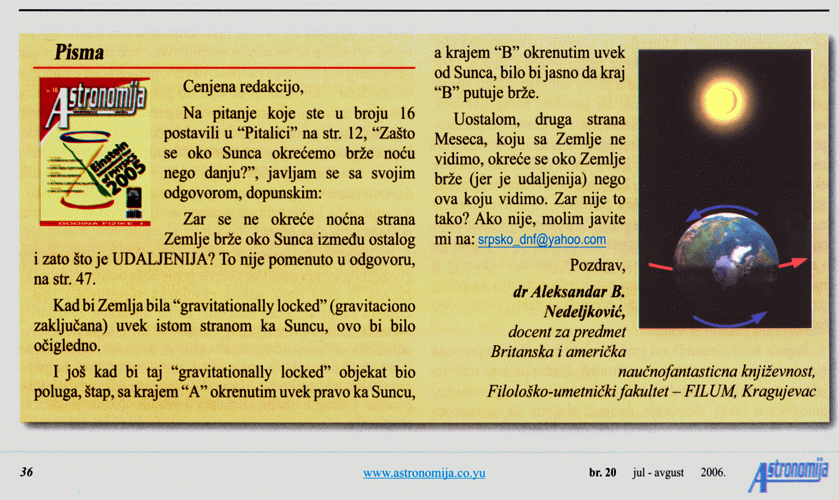 Pisma
Astronomija
Einstein
2005
GODINA FIZIKE
Cenjena redakcijo,
Na pitanje koje ste u broju 16
postavili u “Pitalici” na str. 12, “Zašto
se oko Sunca okrećemo brže noću
nego danju?”, javljam se sa svojim
odgovorom, dopunskim:
Zar se ne okreće noćna strana
Zemlje brže oko Sunca između ostalog
i zato što je UDALJENIJA? To nije pomenuto u odgovoru,
na str. 47.
Kad bi Zemlja bila “gravitationally locked” (gravitaciono
zaključana) uvek istom stranom ka Suncu, ovo bi bilo
očigledno.
I još kad bi taj “gravitationally locked” objekat bio
poluga, štap, sa krajem “A” okrenutim uvek pravo ka Suncu,
a krajem “B” okrenutim uvek
od Sunca, bilo bi jasno da kraj
“B” putuje brže.
Uostalom, druga strana
Meseca, koju sa Zemlje ne
vidimo, okreće se oko Zemlje
brže (jer je udaljenija) nego
ova koju vidimo. Zar nije to
tako? Ako nije, molim javite
mi na: srpsko_dnf@yahoo.com
Pozdrav,
dr Aleksandar B.
Nedeljković,
docent za predmet
Britanska i američka
naučnofantasticna književnost,
Filološko-umetnički fakultet – FILUM, Kragujevac
36
www.astronomija.co.yu
br. 20 jul - avgust 2006.
Astronomija